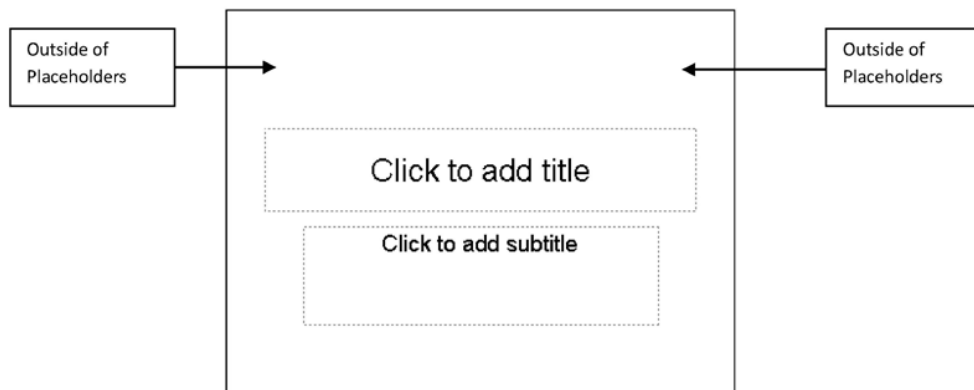 Outside of
Placeholders
Outside of
Placeholders
Click to add title
Click to add subtitle